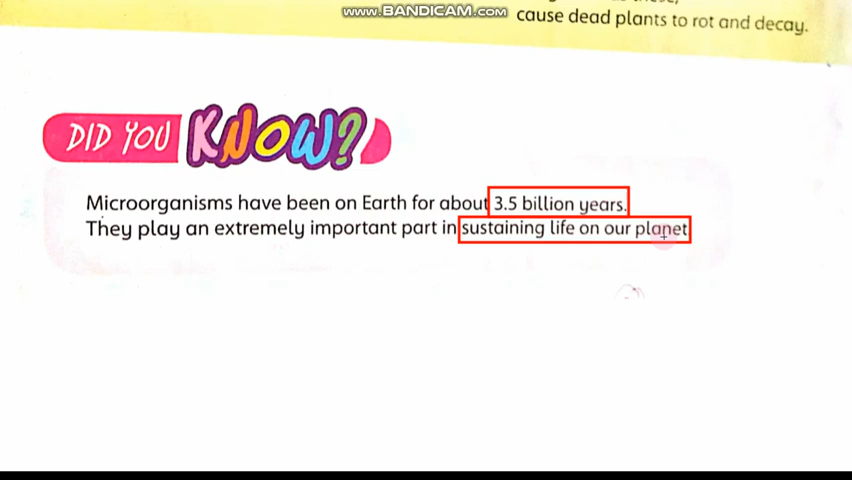 www.BANDICAM.com
cause dead plants to rot and decay.
DID YOU KNOW?
Microorganisms have been on Earth for about 3.5 billion years.
They play an extremely important part in sustaining life on our planet